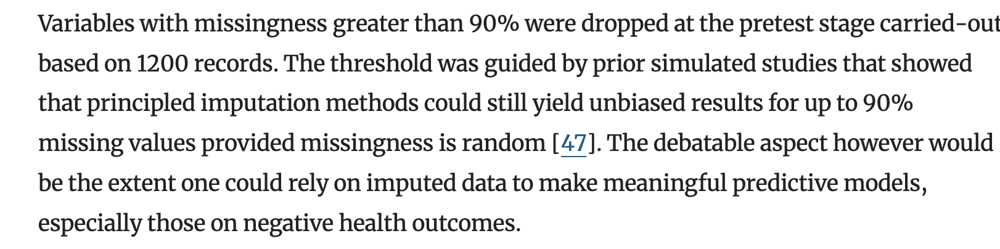 Variables with missingness greater than 90% were dropped at the pretest stage carried-out
based on 1200 records. The threshold was guided by prior simulated studies that showed
that principled imputation methods could still yield unbiased results for up to 90%
missing values provided missingness is random [47]. The debatable aspect however would
be the extent one could rely on imputed data to make meaningful predictive models,
especially those on negative health outcomes.